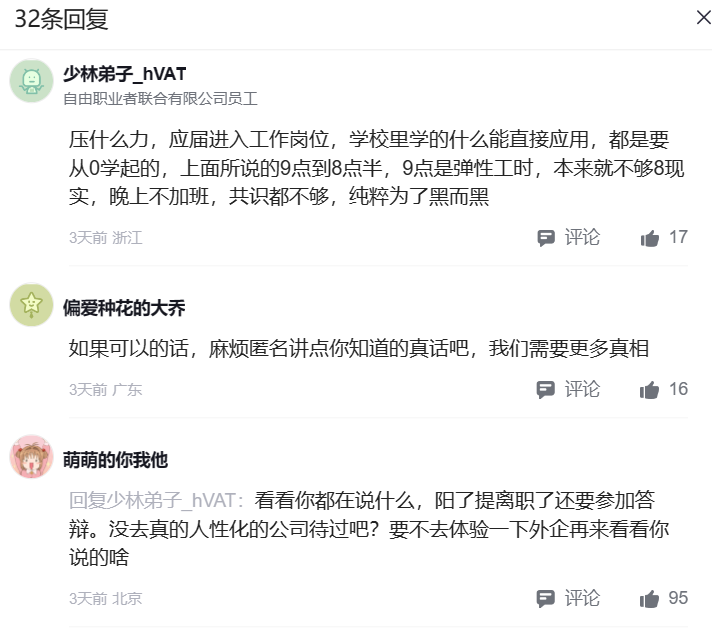 32条回复
少林弟子_hVAT
自由职业者联合有限公司员工
压什么力，应届进入工作岗位，学校里学的什么能直接应用，都是要
从0学起的，上面所说的9点到8点半，9点是弹性工时，本来就不够8现
实，晚上不加班，共识都不够，纯粹为了黑而黑
3天前 浙江
评论 17
偏爱种花的大乔
如果可以的话，麻烦匿名讲点你知道的真话吧，我们需要更多真相
3天前 广东
评论 16
萌萌的你我他
回复少林弟子_hVAT：看看你都在说什么，阳了提离职了还要参加答
辩。没去真的人性化的公司待过吧？要不去体验一下外企再来看看你
说的啥
3天前 北京
评论 95